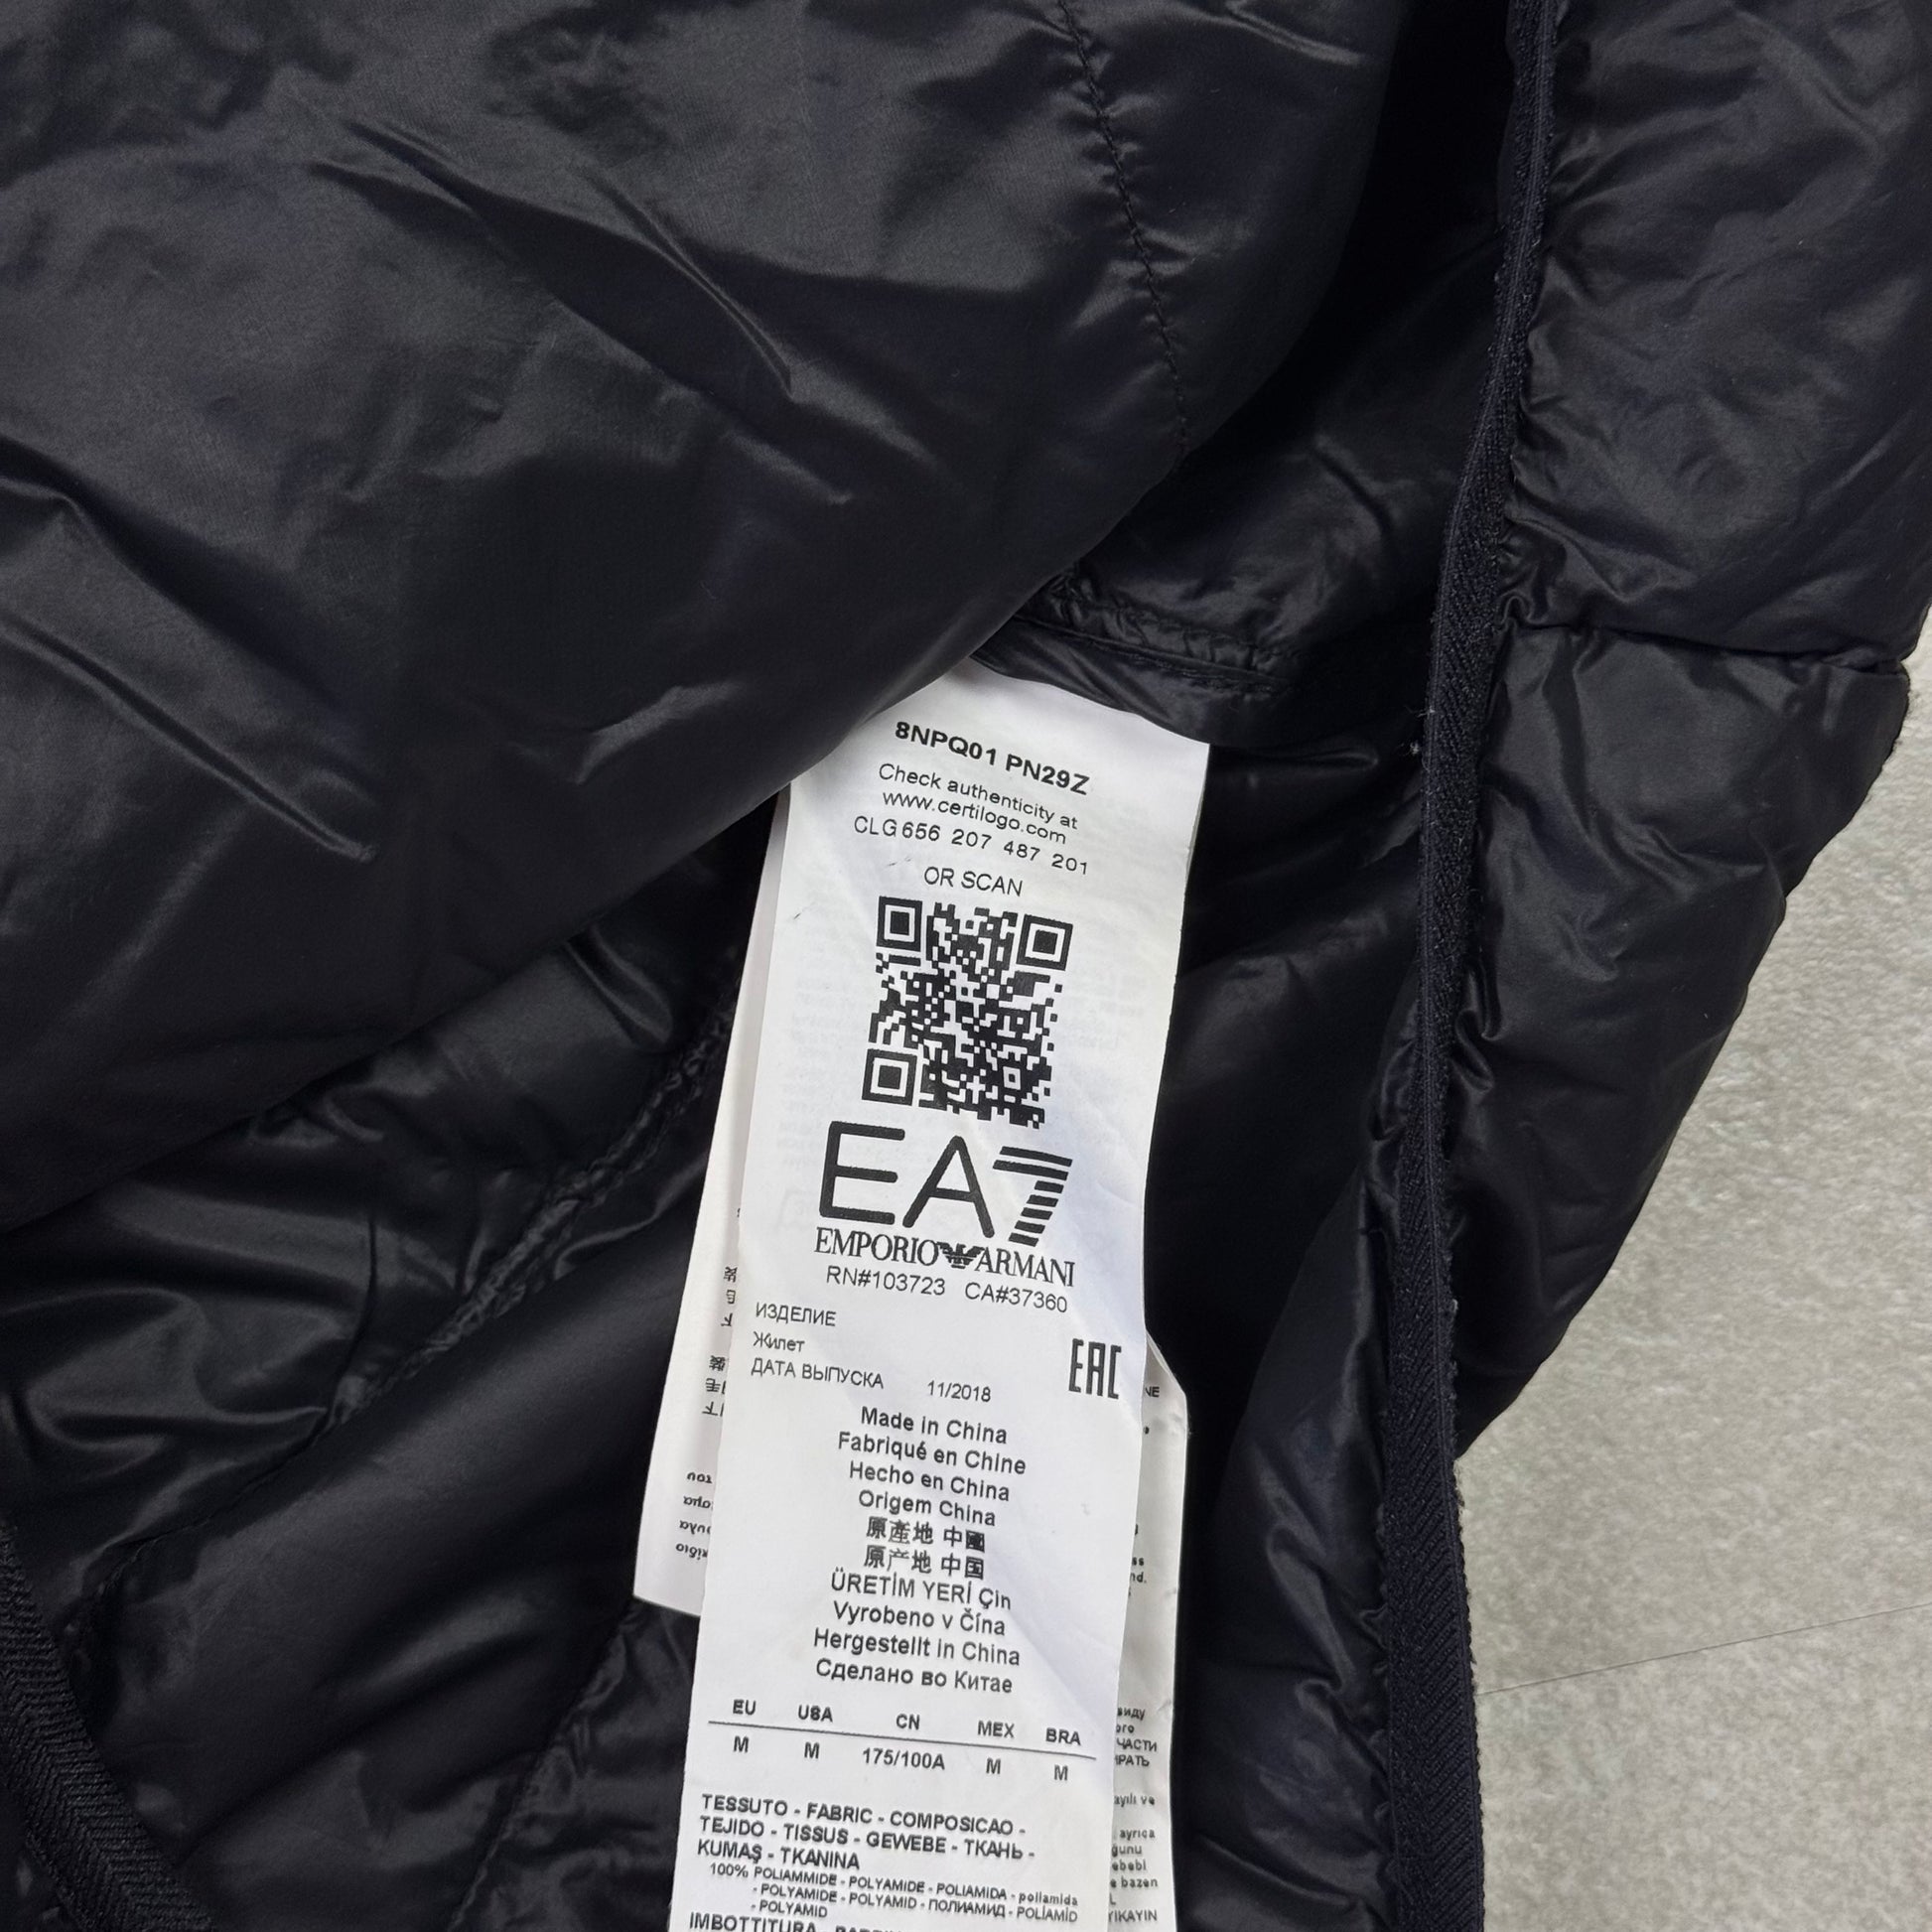 8NPQ01 PN29Z
Check authenticity at
www.certilogo.com
CLG 656 207 487 201
OR SCAN
EA7
EMPORIO ARMANI
RN#103723 CA#37360
ИЗДЕЛИЕ
Жилет
ДАТА ВЫПУСКА 11/2018
EAC
Made in China
Fabriqué en Chine
Hecho en China
Origem China
原產地 中國
原产地 中国
ÜRETİM YERİ Çin
Vyrobeno v Čína
Hergestellt in China
Сделано во Китае
EU USA CN MEX BRA
M M 175/100A M M
TESSUTO - FABRIC - COMPOSICAO -
TEJIDO - TISSUS - GEWEBE - ТКАНЬ -
KUMAŞ - TKANINA
100% POLIAMMIDE - POLYAMIDE - POLIAMIDA - poliamida
- POLYAMIDE - POLYAMID - ПОЛИАМИД - POLİAMİD
- POLYAMID
IMBOTTITURA